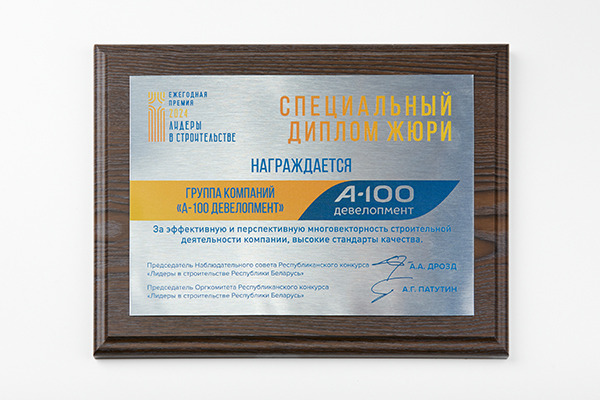 ЕЖЕГОДНАЯ
ПРЕМИЯ
2024
ЛИДЕРЫ
В СТРОИТЕЛЬСТВЕ
СПЕЦИАЛЬНЫЙ
ДИПЛОМ ЖЮРИ
НАГРАЖДАЕТСЯ
ГРУППА КОМПАНИЙ
«А-100 ДЕВЕЛОПМЕНТ»
А-100
девелопмент
За эффективную и перспективную многовекторность строительной
деятельности компании, высокие стандарты качества.
Председатель Наблюдательного совета Республиканского конкурса
«Лидеры в строительстве Республики Беларусь»
А.А. ДРОЗД
Председатель Оргкомитета Республиканского конкурса
«Лидеры в строительстве Республики Беларусь»
А.Г. ПАТУТИН